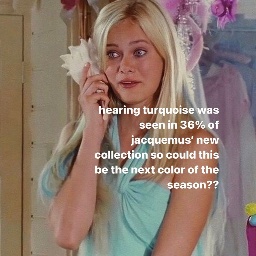 hearing turquoise was
seen in 36% of
jacquemus' new
collection so could this
be the next color of the
season??